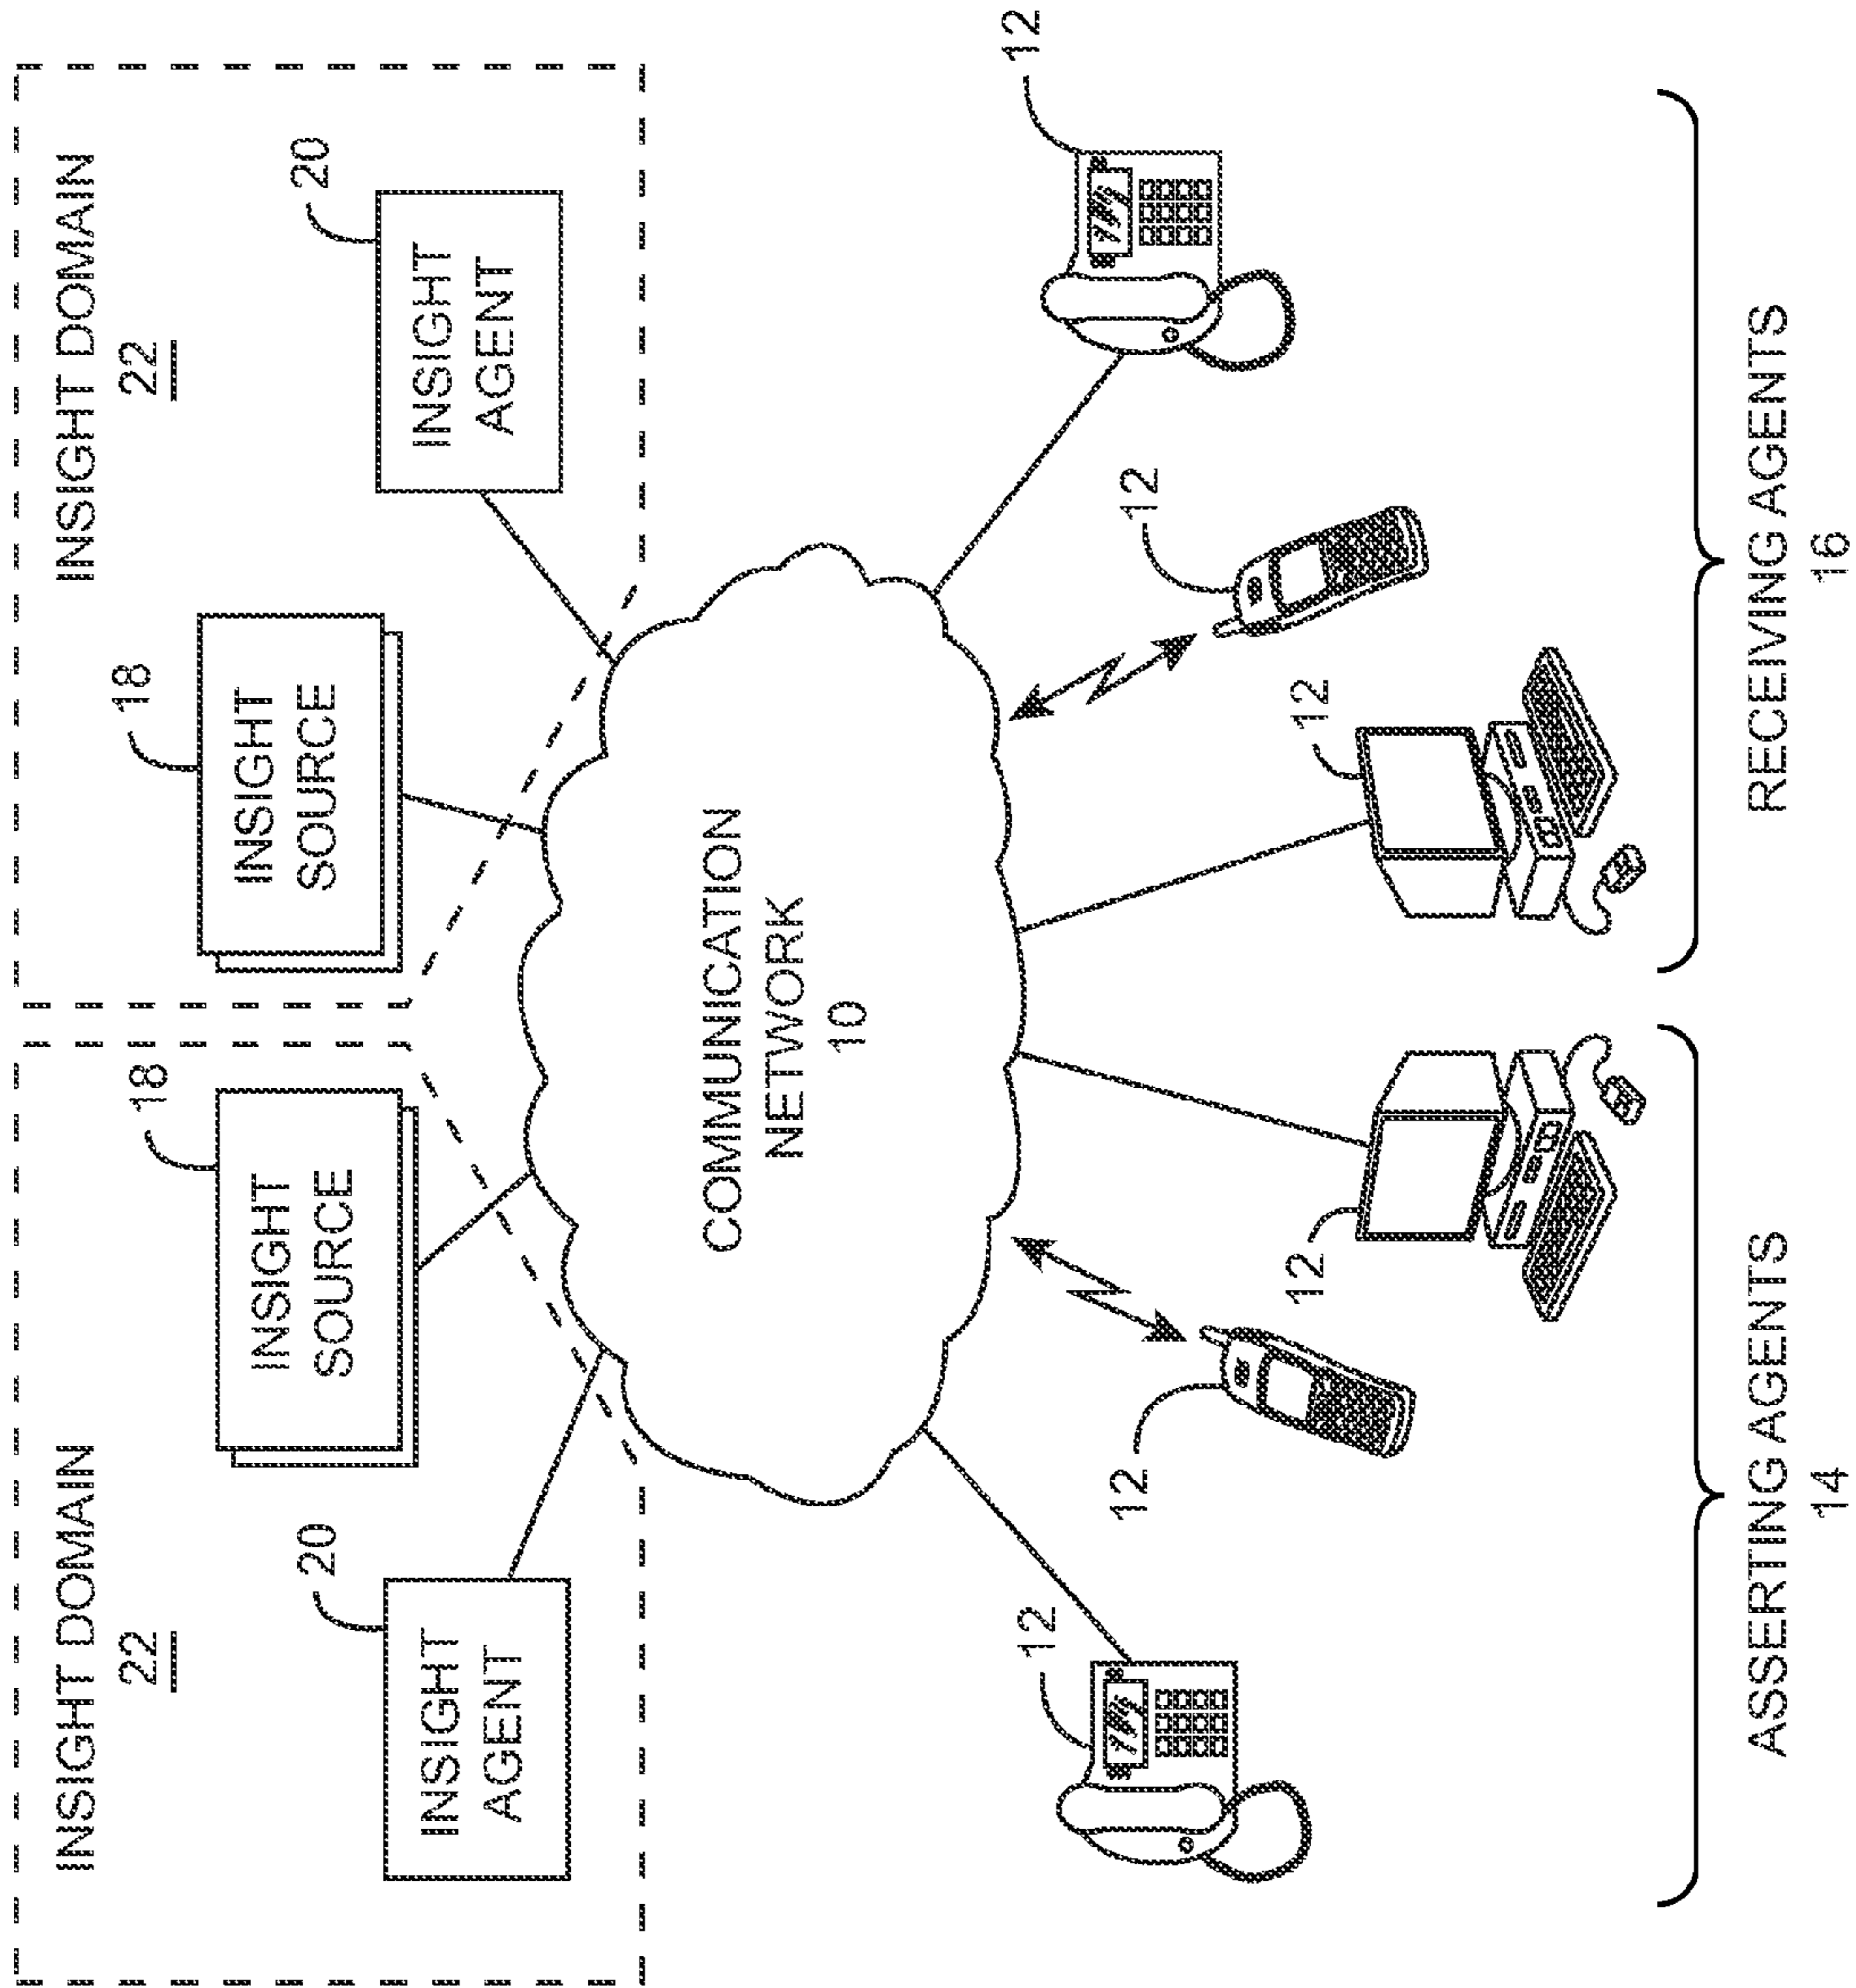 INSIGHT DOMAIN
22
INSIGHT DOMAIN
22
18
INSIGHT
SOURCE
18
INSIGHT
SOURCE
20
INSIGHT
AGENT
20
INSIGHT
AGENT
COMMUNICATION
NETWORK
10
12
12
12
12
12
12
ASSERTING AGENTS
14
RECEIVING AGENTS
16